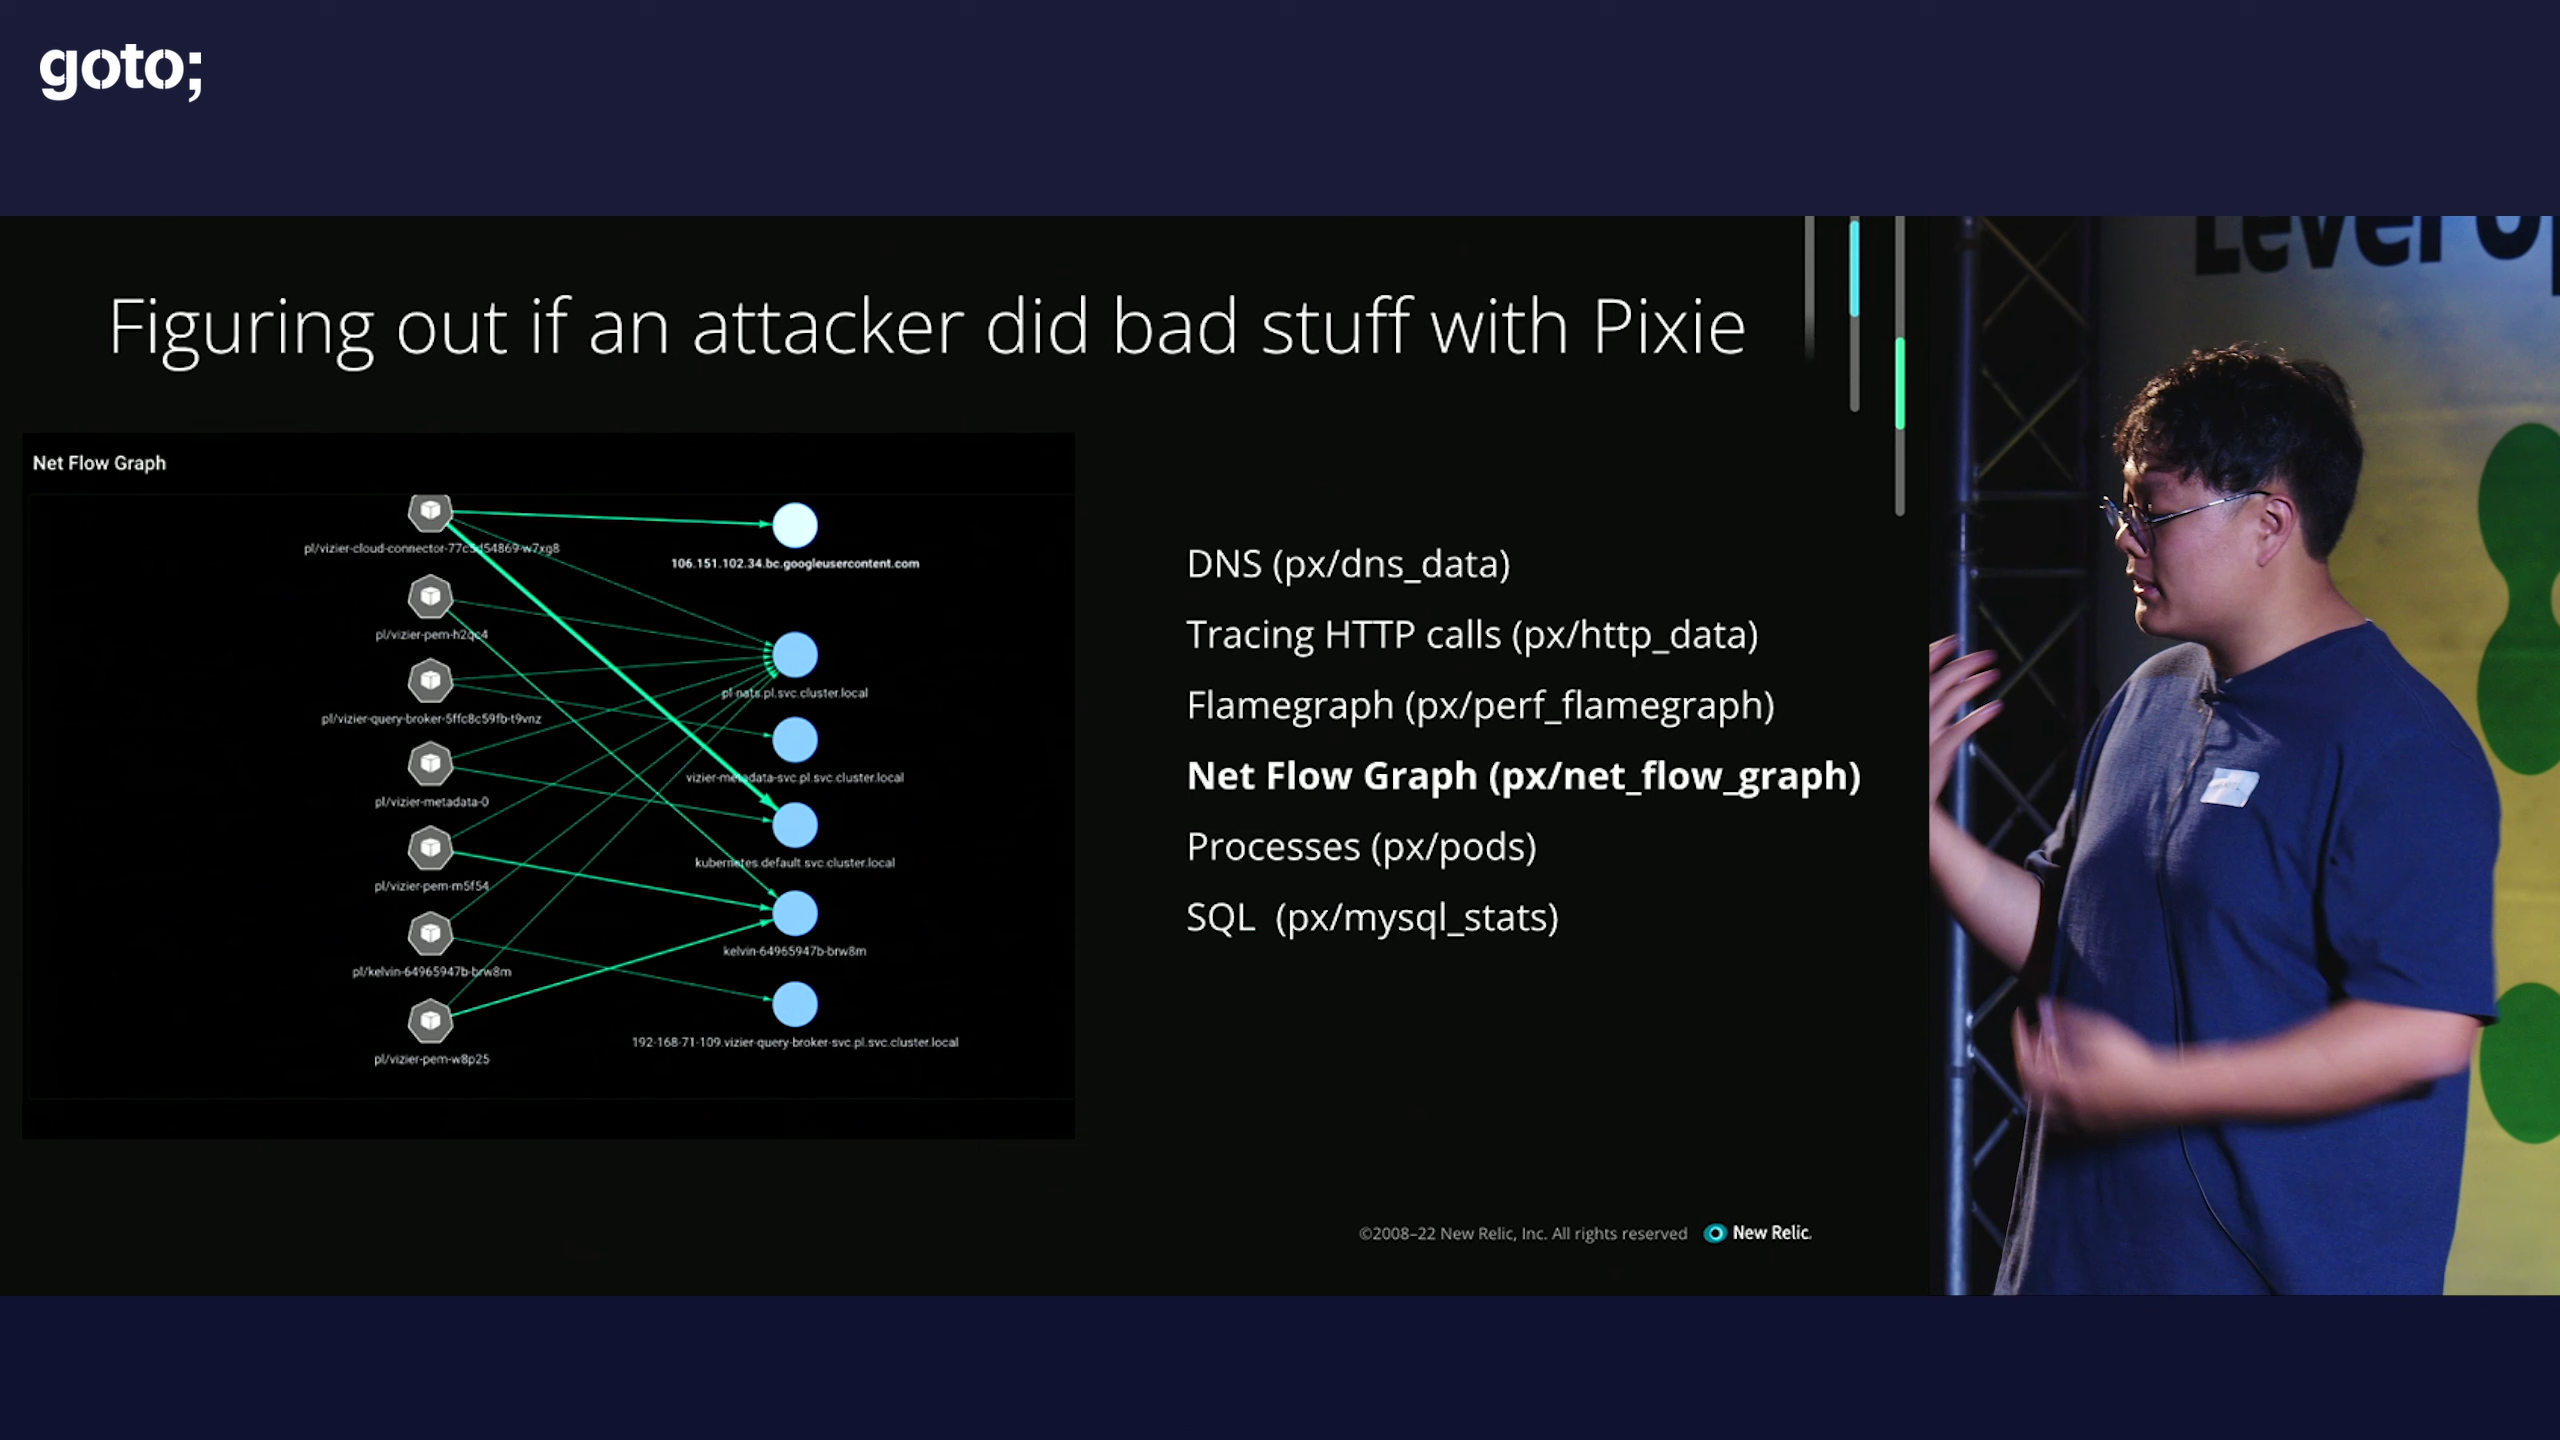 goto;
Figuring out if an attacker did bad stuff with Pixie
Net Flow Graph
106.151.102.34.bc.googleusercontent.com
pl/vizier-pem-h2qc4
pl/vizier-query-broker-5ffc8c59fb-t9vnz
pl-nats.pl.svc.cluster.local
vizier-metadata-svc.pl.svc.cluster.local
pl/vizier-metadata-0
kubernetes.default.svc.cluster.local
pl/vizier-pem-m5f54
kelvin-64965947b-brw8m
pl/kelvin-64965947b-brw8m
192-168-71-109.vizier-query-broker-svc.pl.svc.cluster.local
pl/vizier-pem-w8p25
DNS (px/dns_data)
Tracing HTTP calls (px/http_data)
Flamegraph (px/perf_flamegraph)
Net Flow Graph (px/net_flow_graph)
Processes (px/pods)
SQL (px/mysql_stats)
©2008–22 New Relic, Inc. All rights reserved
New Relic.
Level